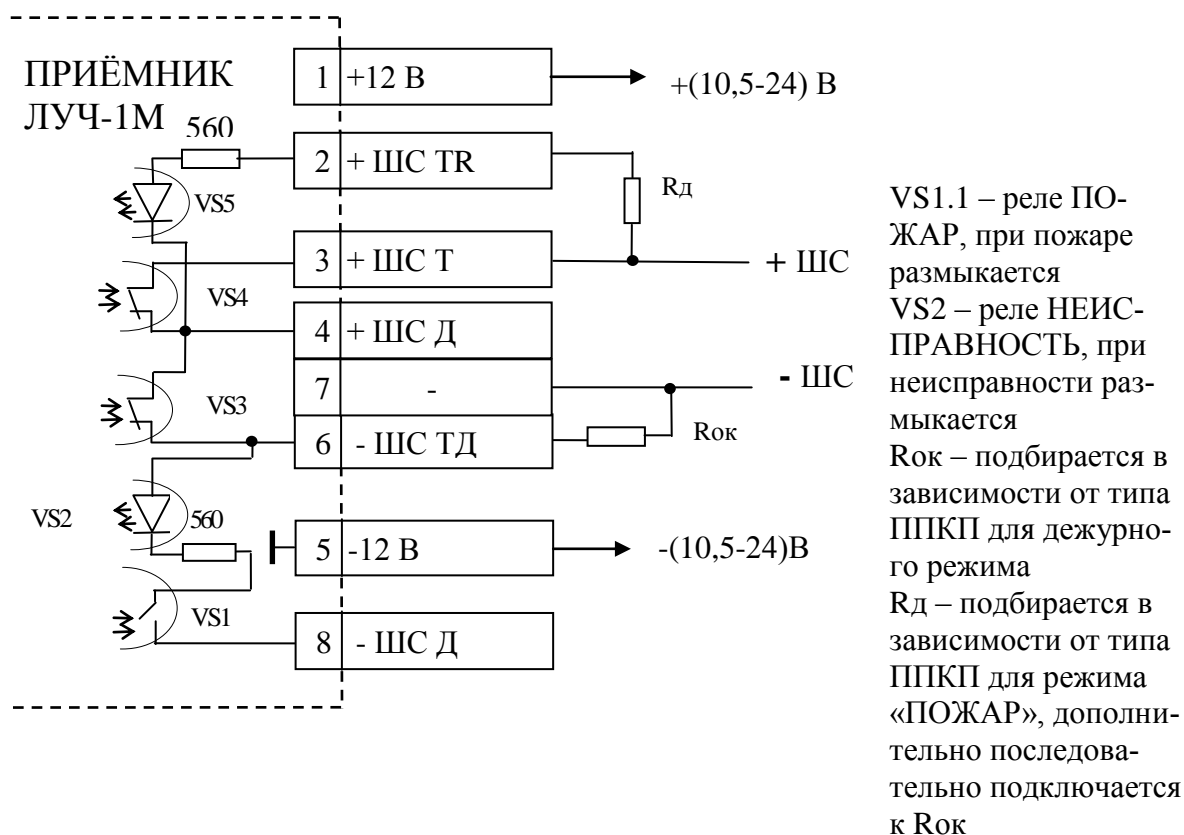 ПРИЁМНИК
ЛУЧ-1М
560
1 +12 В
+(10,5-24) В
2 + ШС TR
Rд
VS5
3 + ШС Т
+ ШС
VS4
4 + ШС Д
7 -
- ШС
VS3
6 - ШС ТД
Rок
VS2
560
5 -12 В
-(10,5-24)В
VS1
8 - ШС Д
VS1.1 – реле ПО-
ЖАР, при пожаре
размыкается
VS2 – реле НЕИС-
ПРАВНОСТЬ, при
неисправности раз-
мыкается
Rок – подбирается в
зависимости от типа
ППКП для дежурно-
го режима
Rд – подбирается в
зависимости от типа
ППКП для режима
«ПОЖАР», дополни-
тельно последова-
тельно подключается
к Rок